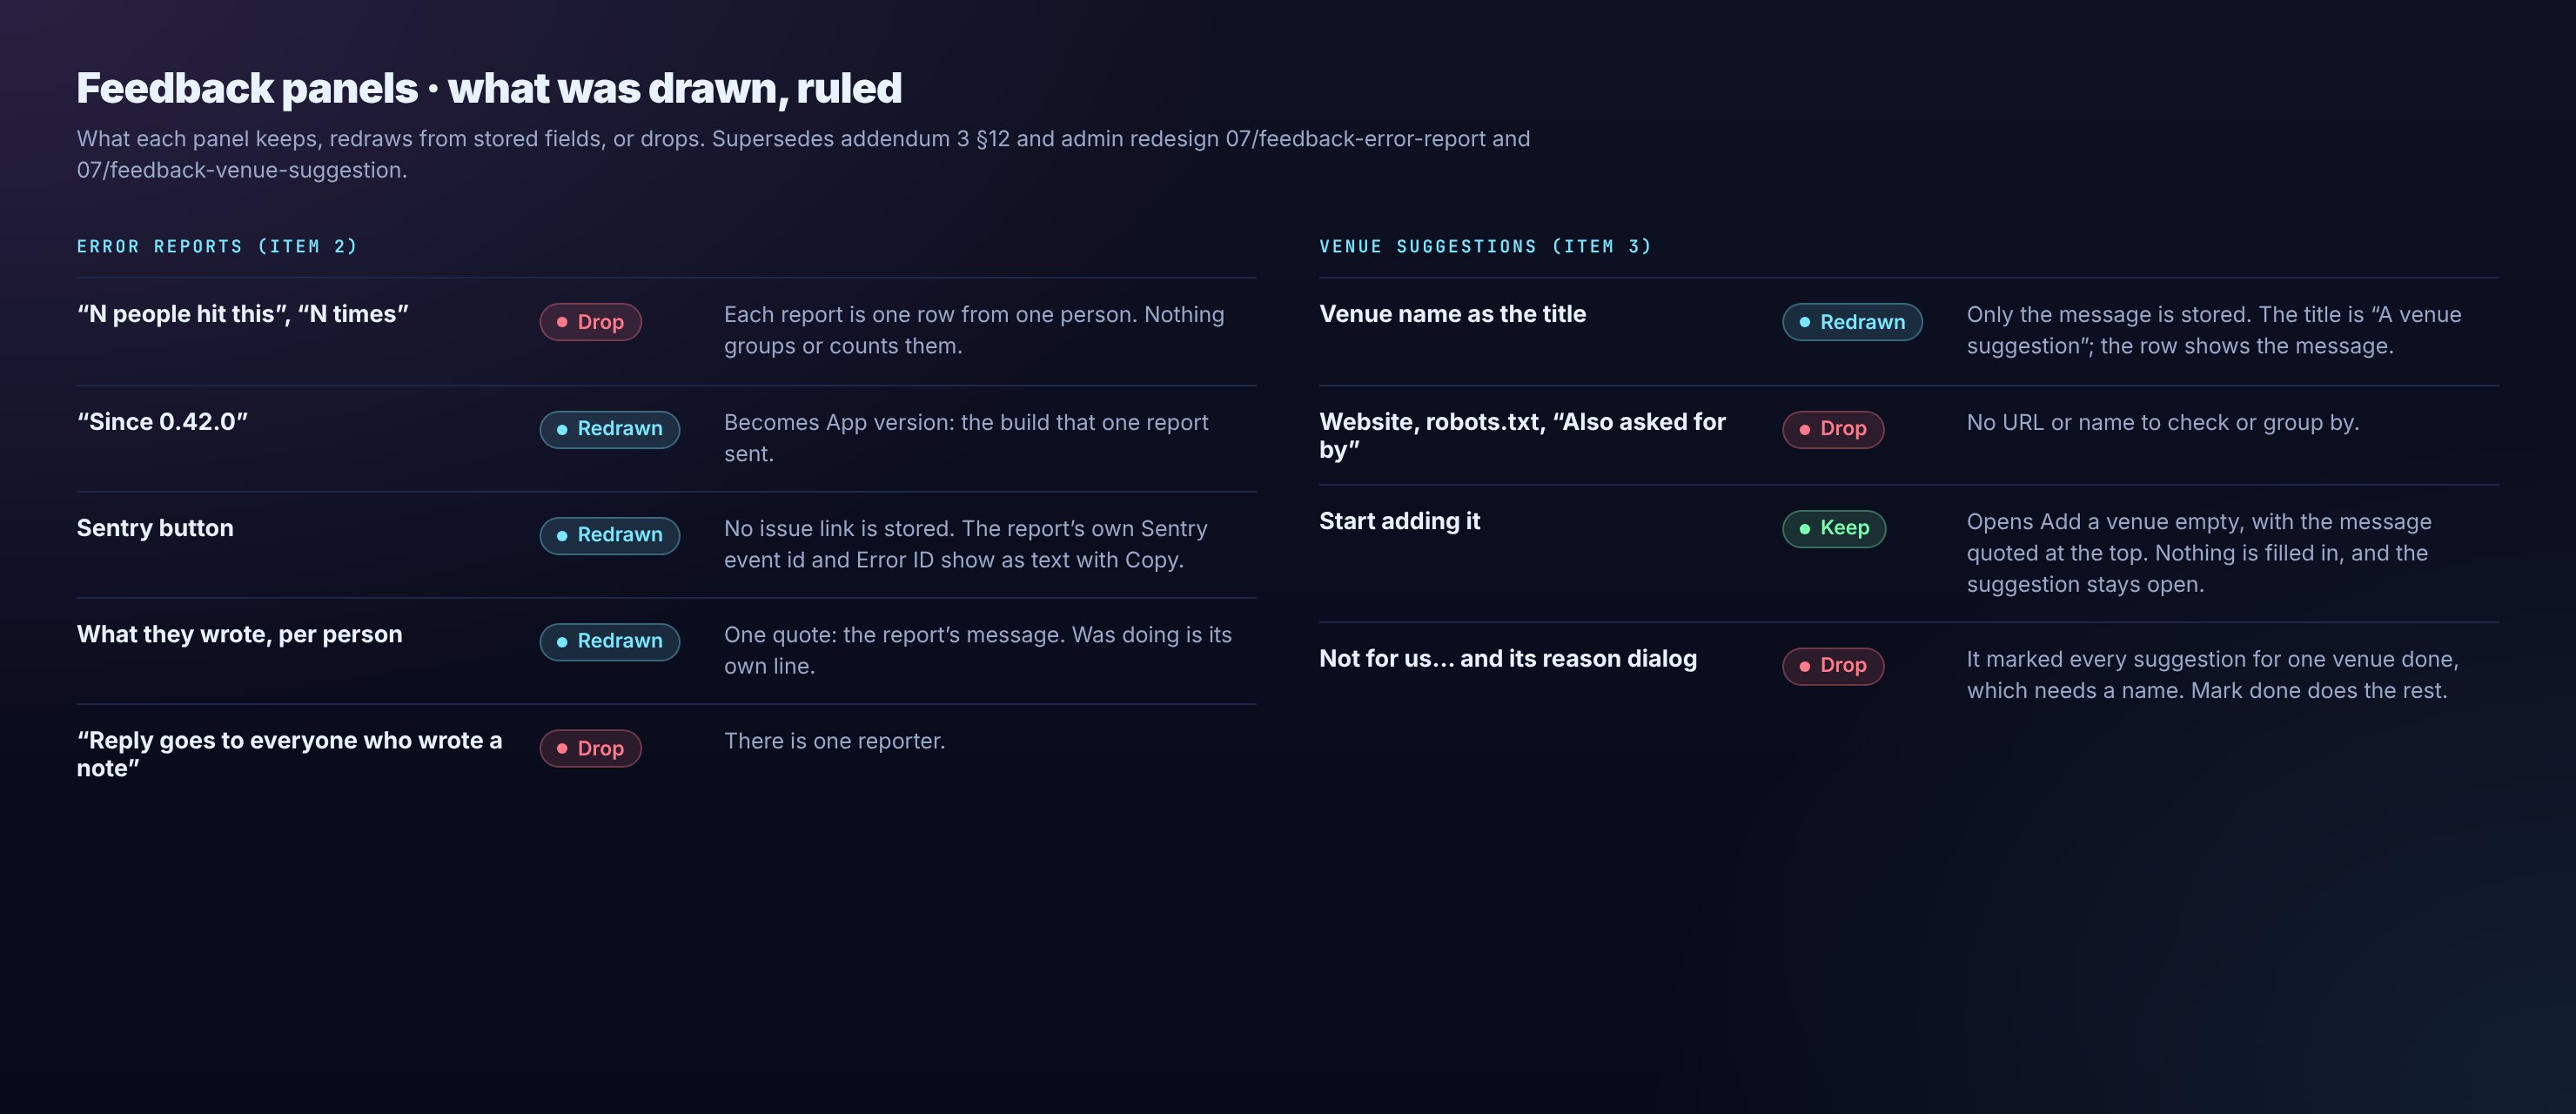 Feedback panels · what was drawn, ruled
What each panel keeps, redraws from stored fields, or drops. Supersedes addendum 3 §12 and admin redesign 07/feedback-error-report and
07/feedback-venue-suggestion.
ERROR REPORTS (ITEM 2)
“N people hit this”, “N times”
Drop
Each report is one row from one person. Nothing
groups or counts them.
“Since 0.42.0”
Redrawn
Becomes App version: the build that one report
sent.
Sentry button
Redrawn
No issue link is stored. The report’s own Sentry
event id and Error ID show as text with Copy.
What they wrote, per person
Redrawn
One quote: the report’s message. Was doing is its
own line.
“Reply goes to everyone who wrote a
note”
Drop
There is one reporter.
VENUE SUGGESTIONS (ITEM 3)
Venue name as the title
Redrawn
Only the message is stored. The title is “A venue
suggestion”; the row shows the message.
Website, robots.txt, “Also asked for
by”
Drop
No URL or name to check or group by.
Start adding it
Keep
Opens Add a venue empty, with the message
quoted at the top. Nothing is filled in, and the
suggestion stays open.
Not for us… and its reason dialog
Drop
It marked every suggestion for one venue done,
which needs a name. Mark done does the rest.